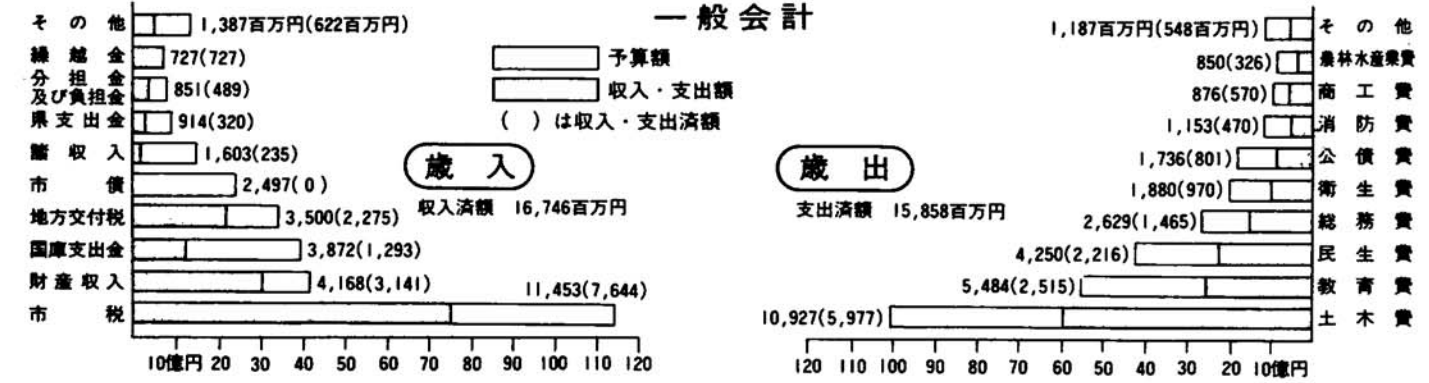 一般会計
その他 1,387百万円(622百万円)
繰越金 727(727)
分担金及び負担金 851(489)
県支出金 914(320)
諸収入 1,603(235)
市債 2,497( 0 )
地方交付税 3,500(2,275)
国庫支出金 3,872(1,293)
財産収入 4,168(3,141)
市税 11,453(7,644)
10億円 20 30 40 50 60 70 80 90 100 110 120
予算額
収入・支出額
( )は収入・支出済額
歳入
収入済額 16,746百万円
歳出
支出済額 15,858百万円
1,187百万円(548百万円) その他
850(326) 農林水産業費
876(570) 商工費
1,153(470) 消防費
1,736(801) 公債費
1,880(970) 衛生費
2,629(1,465) 総務費
4,250(2,216) 民生費
5,484(2,515) 教育費
10,927(5,977) 土木費
120 110 100 90 80 70 60 50 40 30 20 10億円